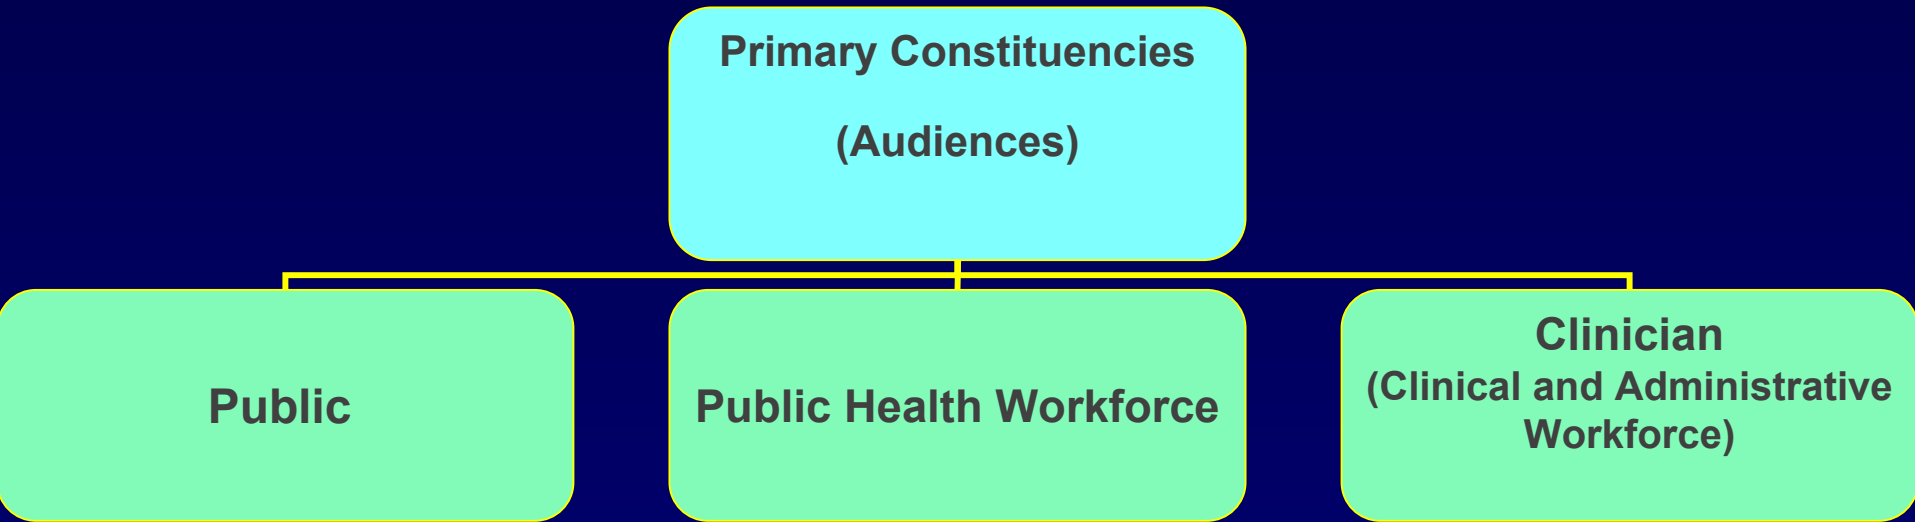 Primary Constituencies
(Audiences)
Public
Public Health Workforce
Clinician
(Clinical and Administrative
Workforce)